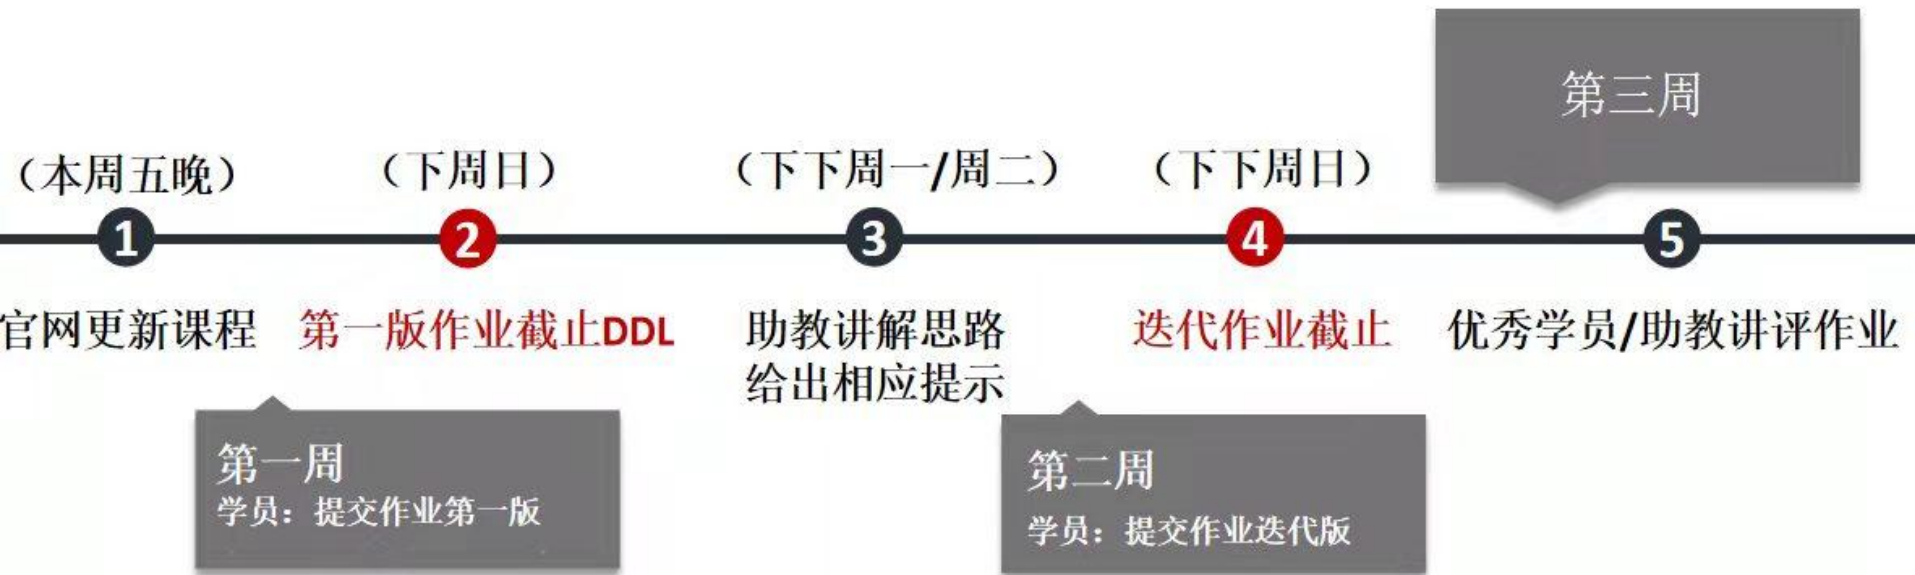 第三周
（本周五晚）
（下周日）
（下下周一/周二）
（下下周日）
1
2
3
4
5
官网更新课程
第一版作业截止DDL
助教讲解思路
给出相应提示
迭代作业截止
优秀学员/助教讲评作业
第一周
学员：提交作业第一版
第二周
学员：提交作业迭代版